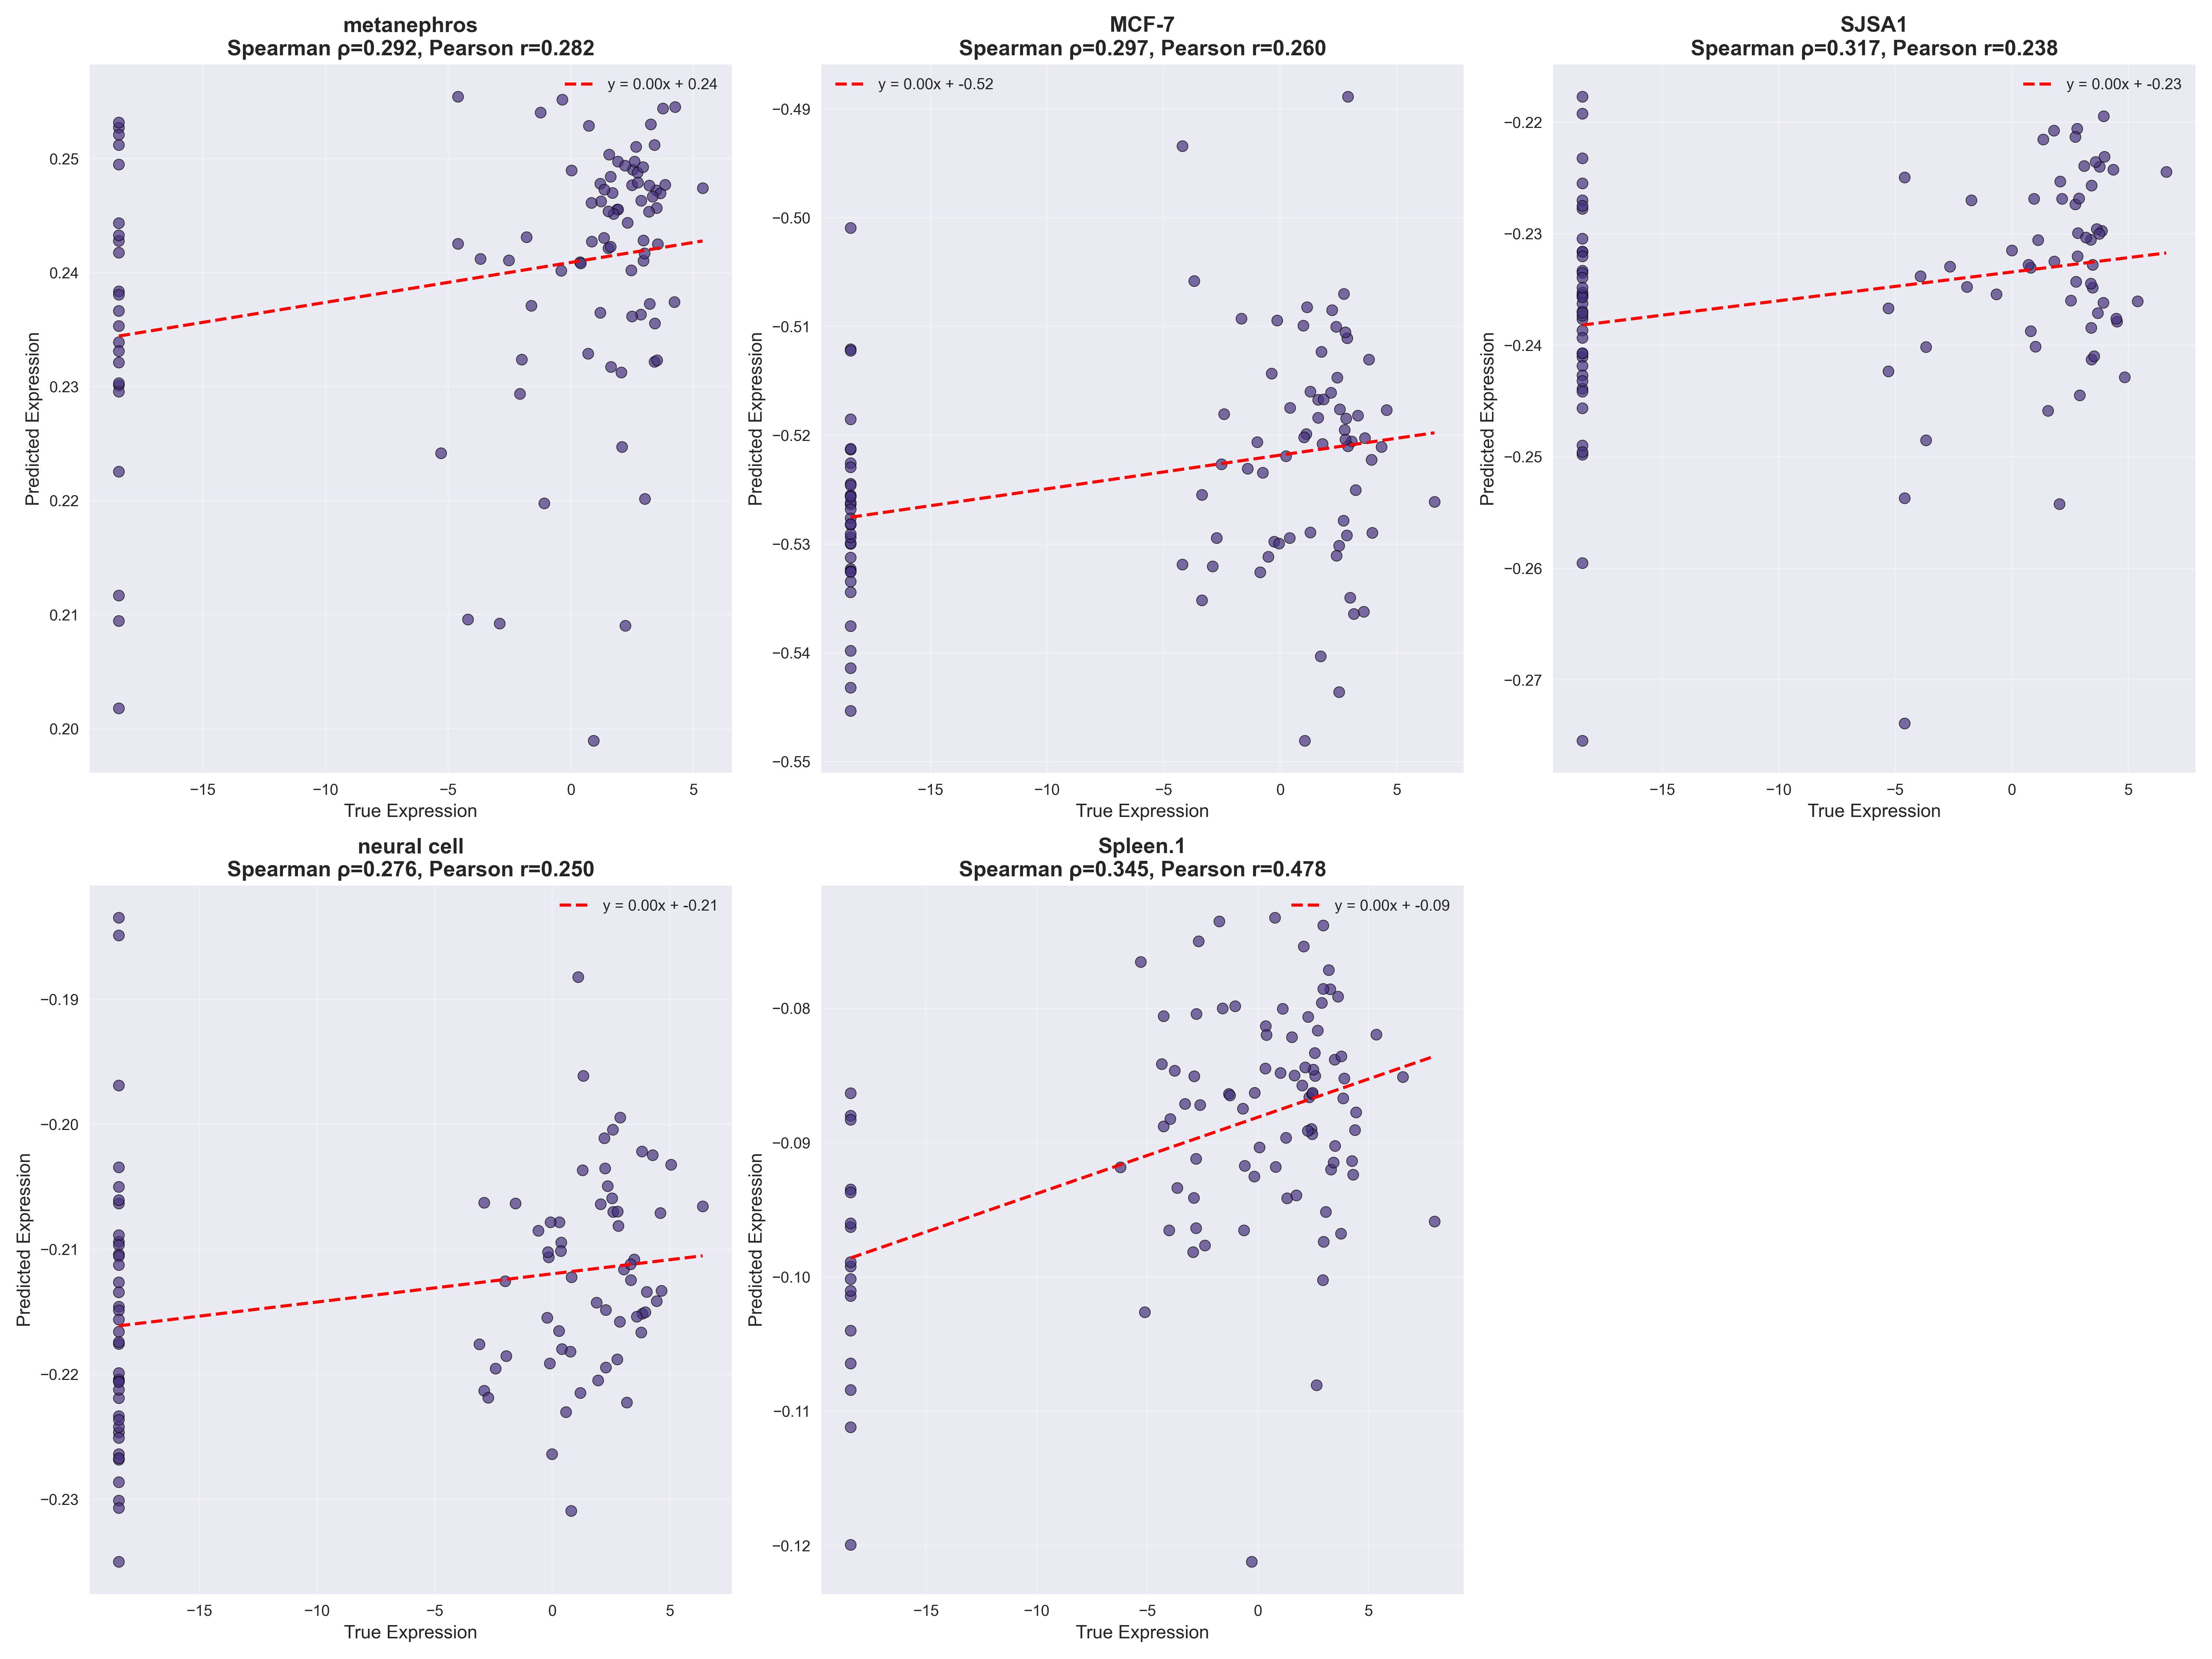 metanephros
Spearman ρ=0.292, Pearson r=0.282
y = 0.00x + 0.24
0.25
0.24
0.23
0.22
0.21
0.20
Predicted Expression
−15
−10
−5
0
5
True Expression
MCF-7
Spearman ρ=0.297, Pearson r=0.260
y = 0.00x + -0.52
−0.49
−0.50
−0.51
−0.52
−0.53
−0.54
−0.55
Predicted Expression
−15
−10
−5
0
5
True Expression
SJSA1
Spearman ρ=0.317, Pearson r=0.238
y = 0.00x + -0.23
−0.22
−0.23
−0.24
−0.25
−0.26
−0.27
Predicted Expression
−15
−10
−5
0
5
True Expression
neural cell
Spearman ρ=0.276, Pearson r=0.250
y = 0.00x + -0.21
−0.19
−0.20
−0.21
−0.22
−0.23
Predicted Expression
−15
−10
−5
0
5
True Expression
Spleen.1
Spearman ρ=0.345, Pearson r=0.478
y = 0.00x + -0.09
−0.08
−0.09
−0.10
−0.11
−0.12
Predicted Expression
−15
−10
−5
0
5
True Expression